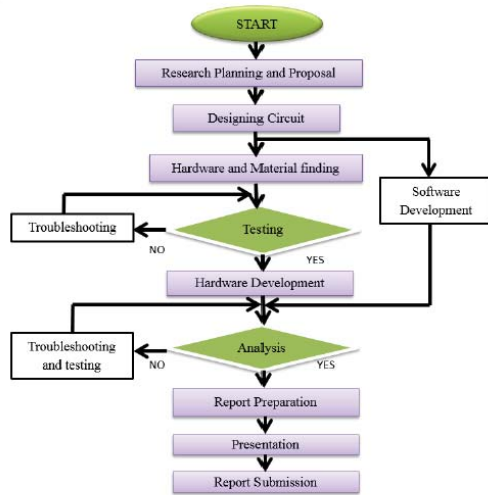 START
Research Planning and Proposal
Designing Circuit
Hardware and Material finding
Software
Development
Troubleshooting
Testing
NO
YES
Hardware Development
Troubleshooting
and testing
Analysis
NO
YES
Report Preparation
Presentation
Report Submission